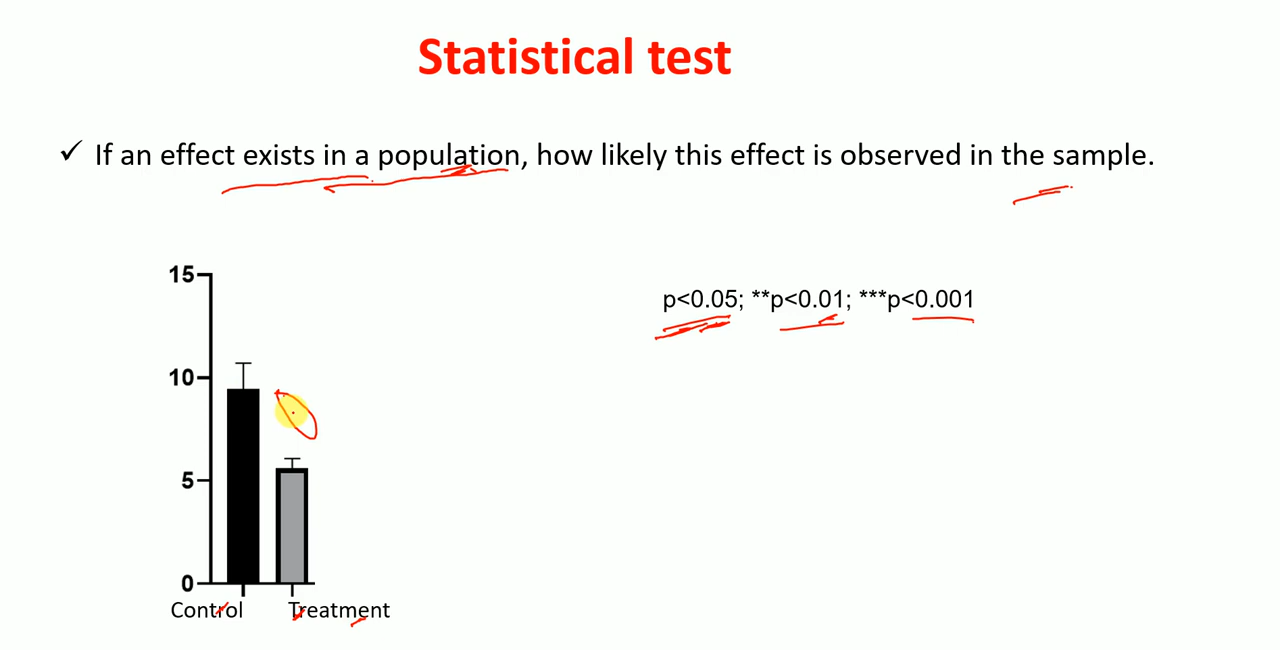 Statistical test
✓ If an effect exists in a population, how likely this effect is observed in the sample.
p<0.05; **p<0.01; ***p<0.001
15
10
5
0
Control Treatment